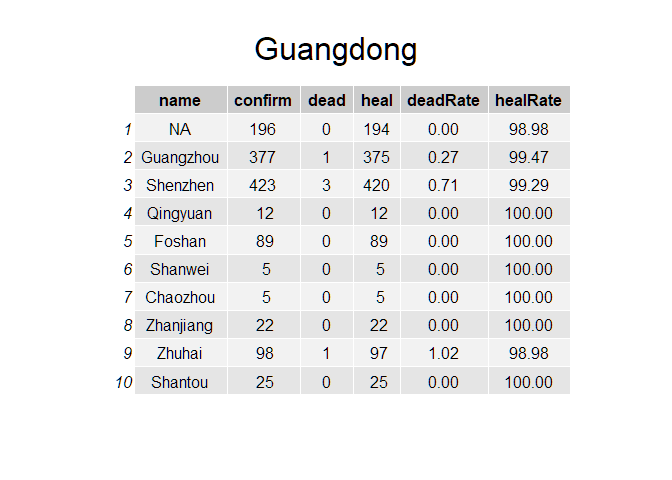 Guangdong
name confirm dead heal deadRate healRate
1 NA 196 0 194 0.00 98.98
2 Guangzhou 377 1 375 0.27 99.47
3 Shenzhen 423 3 420 0.71 99.29
4 Qingyuan 12 0 12 0.00 100.00
5 Foshan 89 0 89 0.00 100.00
6 Shanwei 5 0 5 0.00 100.00
7 Chaozhou 5 0 5 0.00 100.00
8 Zhanjiang 22 0 22 0.00 100.00
9 Zhuhai 98 1 97 1.02 98.98
10 Shantou 25 0 25 0.00 100.00